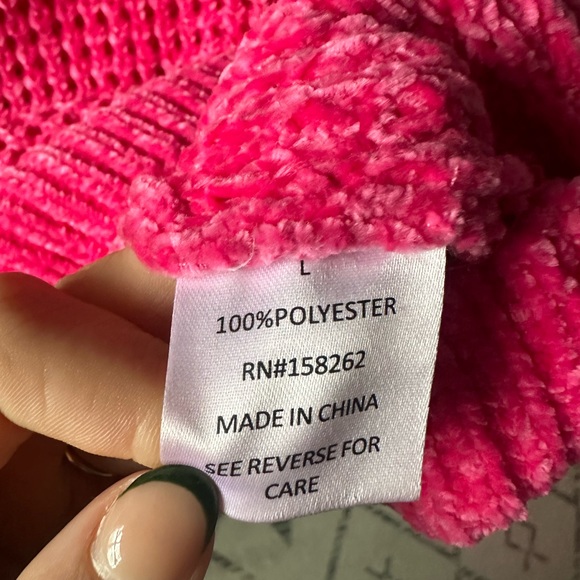 L
100%POLYESTER
RN#158262
MADE IN CHINA
SEE REVERSE FOR
CARE